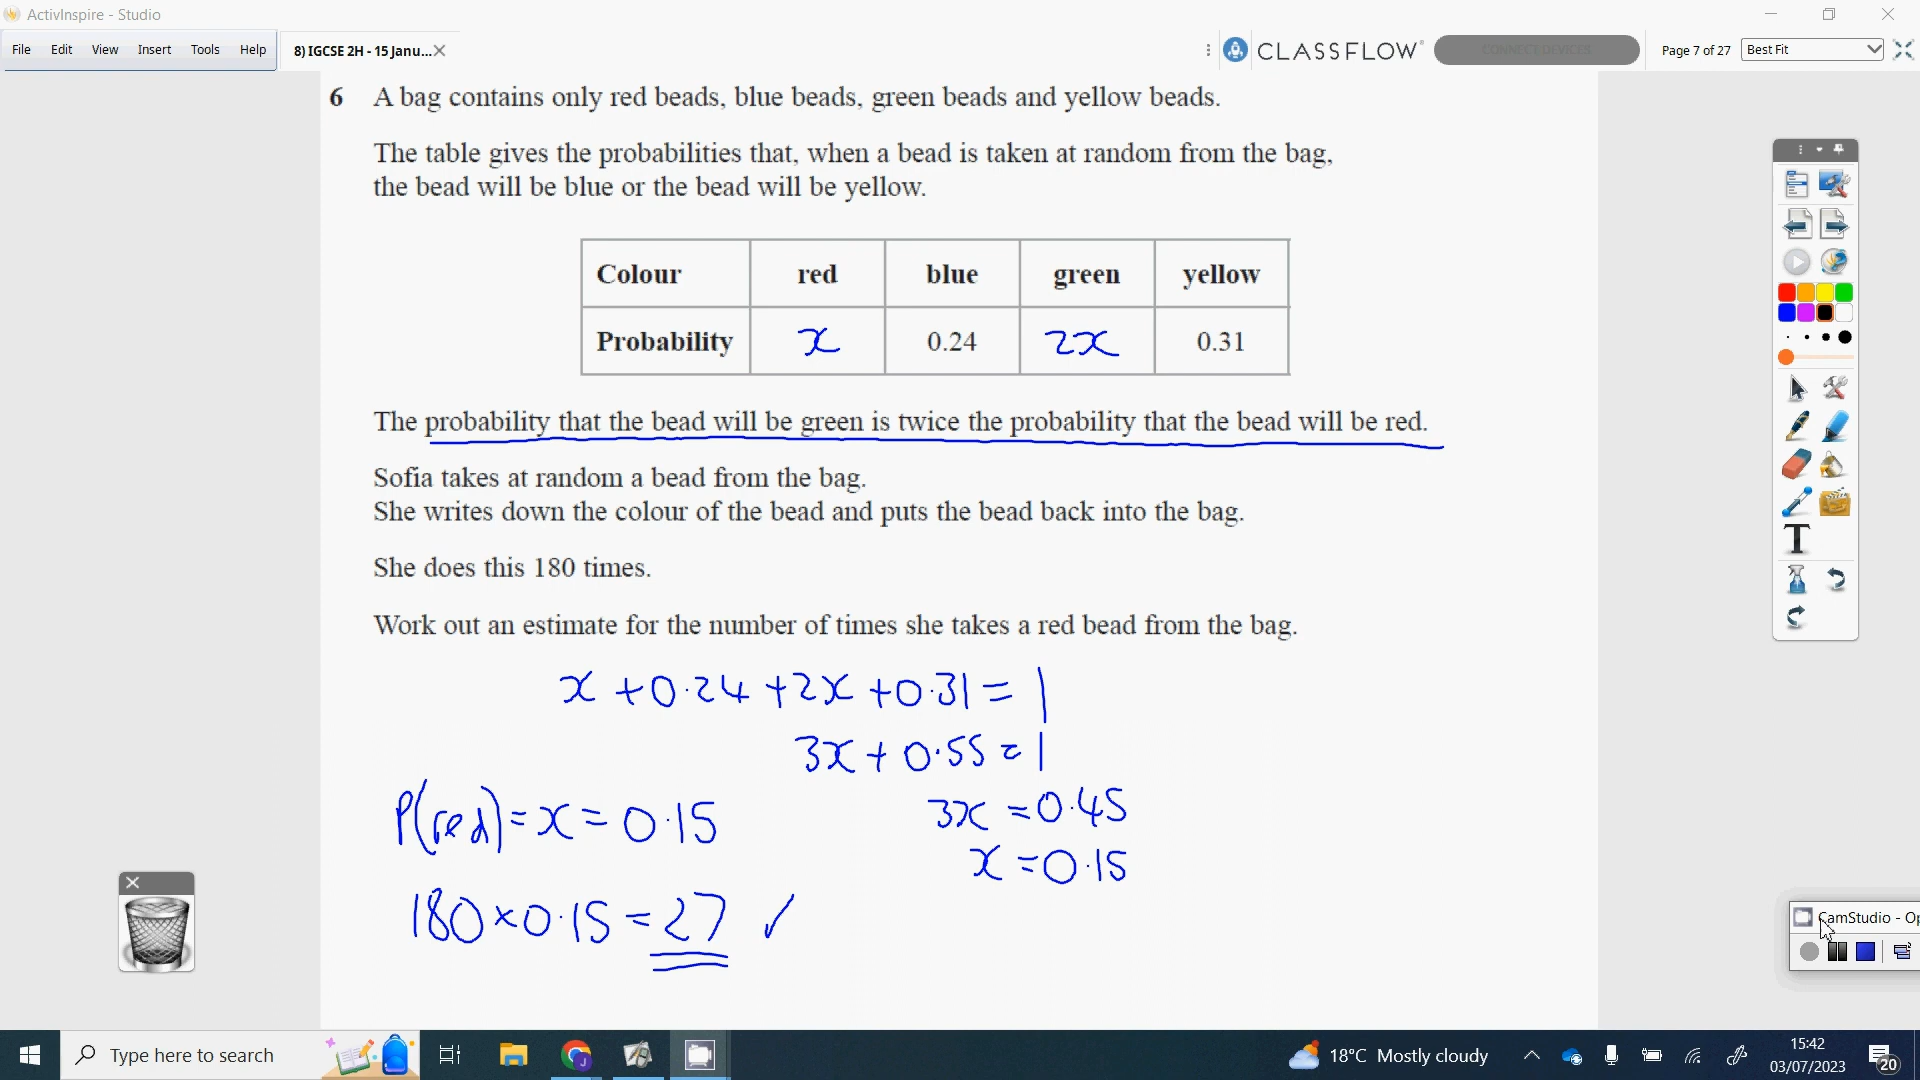 ActivInspire - Studio
File Edit View Insert Tools Help
8) IGCSE 2H - 15 Janu...
CLASSFLOW
CONNECT DEVICES
Page 7 of 27
Best Fit
6 A bag contains only red beads, blue beads, green beads and yellow beads.
The table gives the probabilities that, when a bead is taken at random from the bag,
the bead will be blue or the bead will be yellow.
Colour red blue green yellow
Probability x 0.24 2x 0.31
The probability that the bead will be green is twice the probability that the bead will be red.
Sofia takes at random a bead from the bag.
She writes down the colour of the bead and puts the bead back into the bag.
She does this 180 times.
Work out an estimate for the number of times she takes a red bead from the bag.
x + 0.24 + 2x + 0.31 = 1
3x + 0.55 = 1
3x = 0.45
x = 0.15
P(red) = x = 0.15
180 × 0.15 = 27 ✓
T
CamStudio - Op
Type here to search
18°C Mostly cloudy
15:42
03/07/2023
20